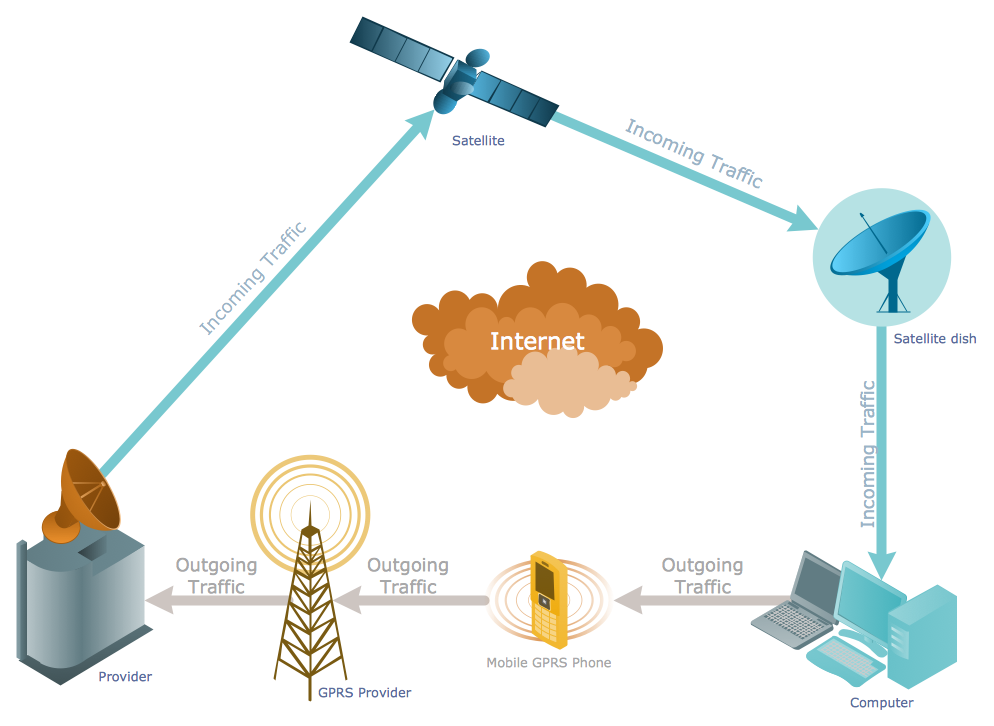 Satellite
Incoming Traffic
Incoming Traffic
Internet
Satellite dish
Incoming Traffic
Outgoing
Traffic
Outgoing
Traffic
Outgoing
Traffic
Mobile GPRS Phone
Provider
GPRS Provider
Computer